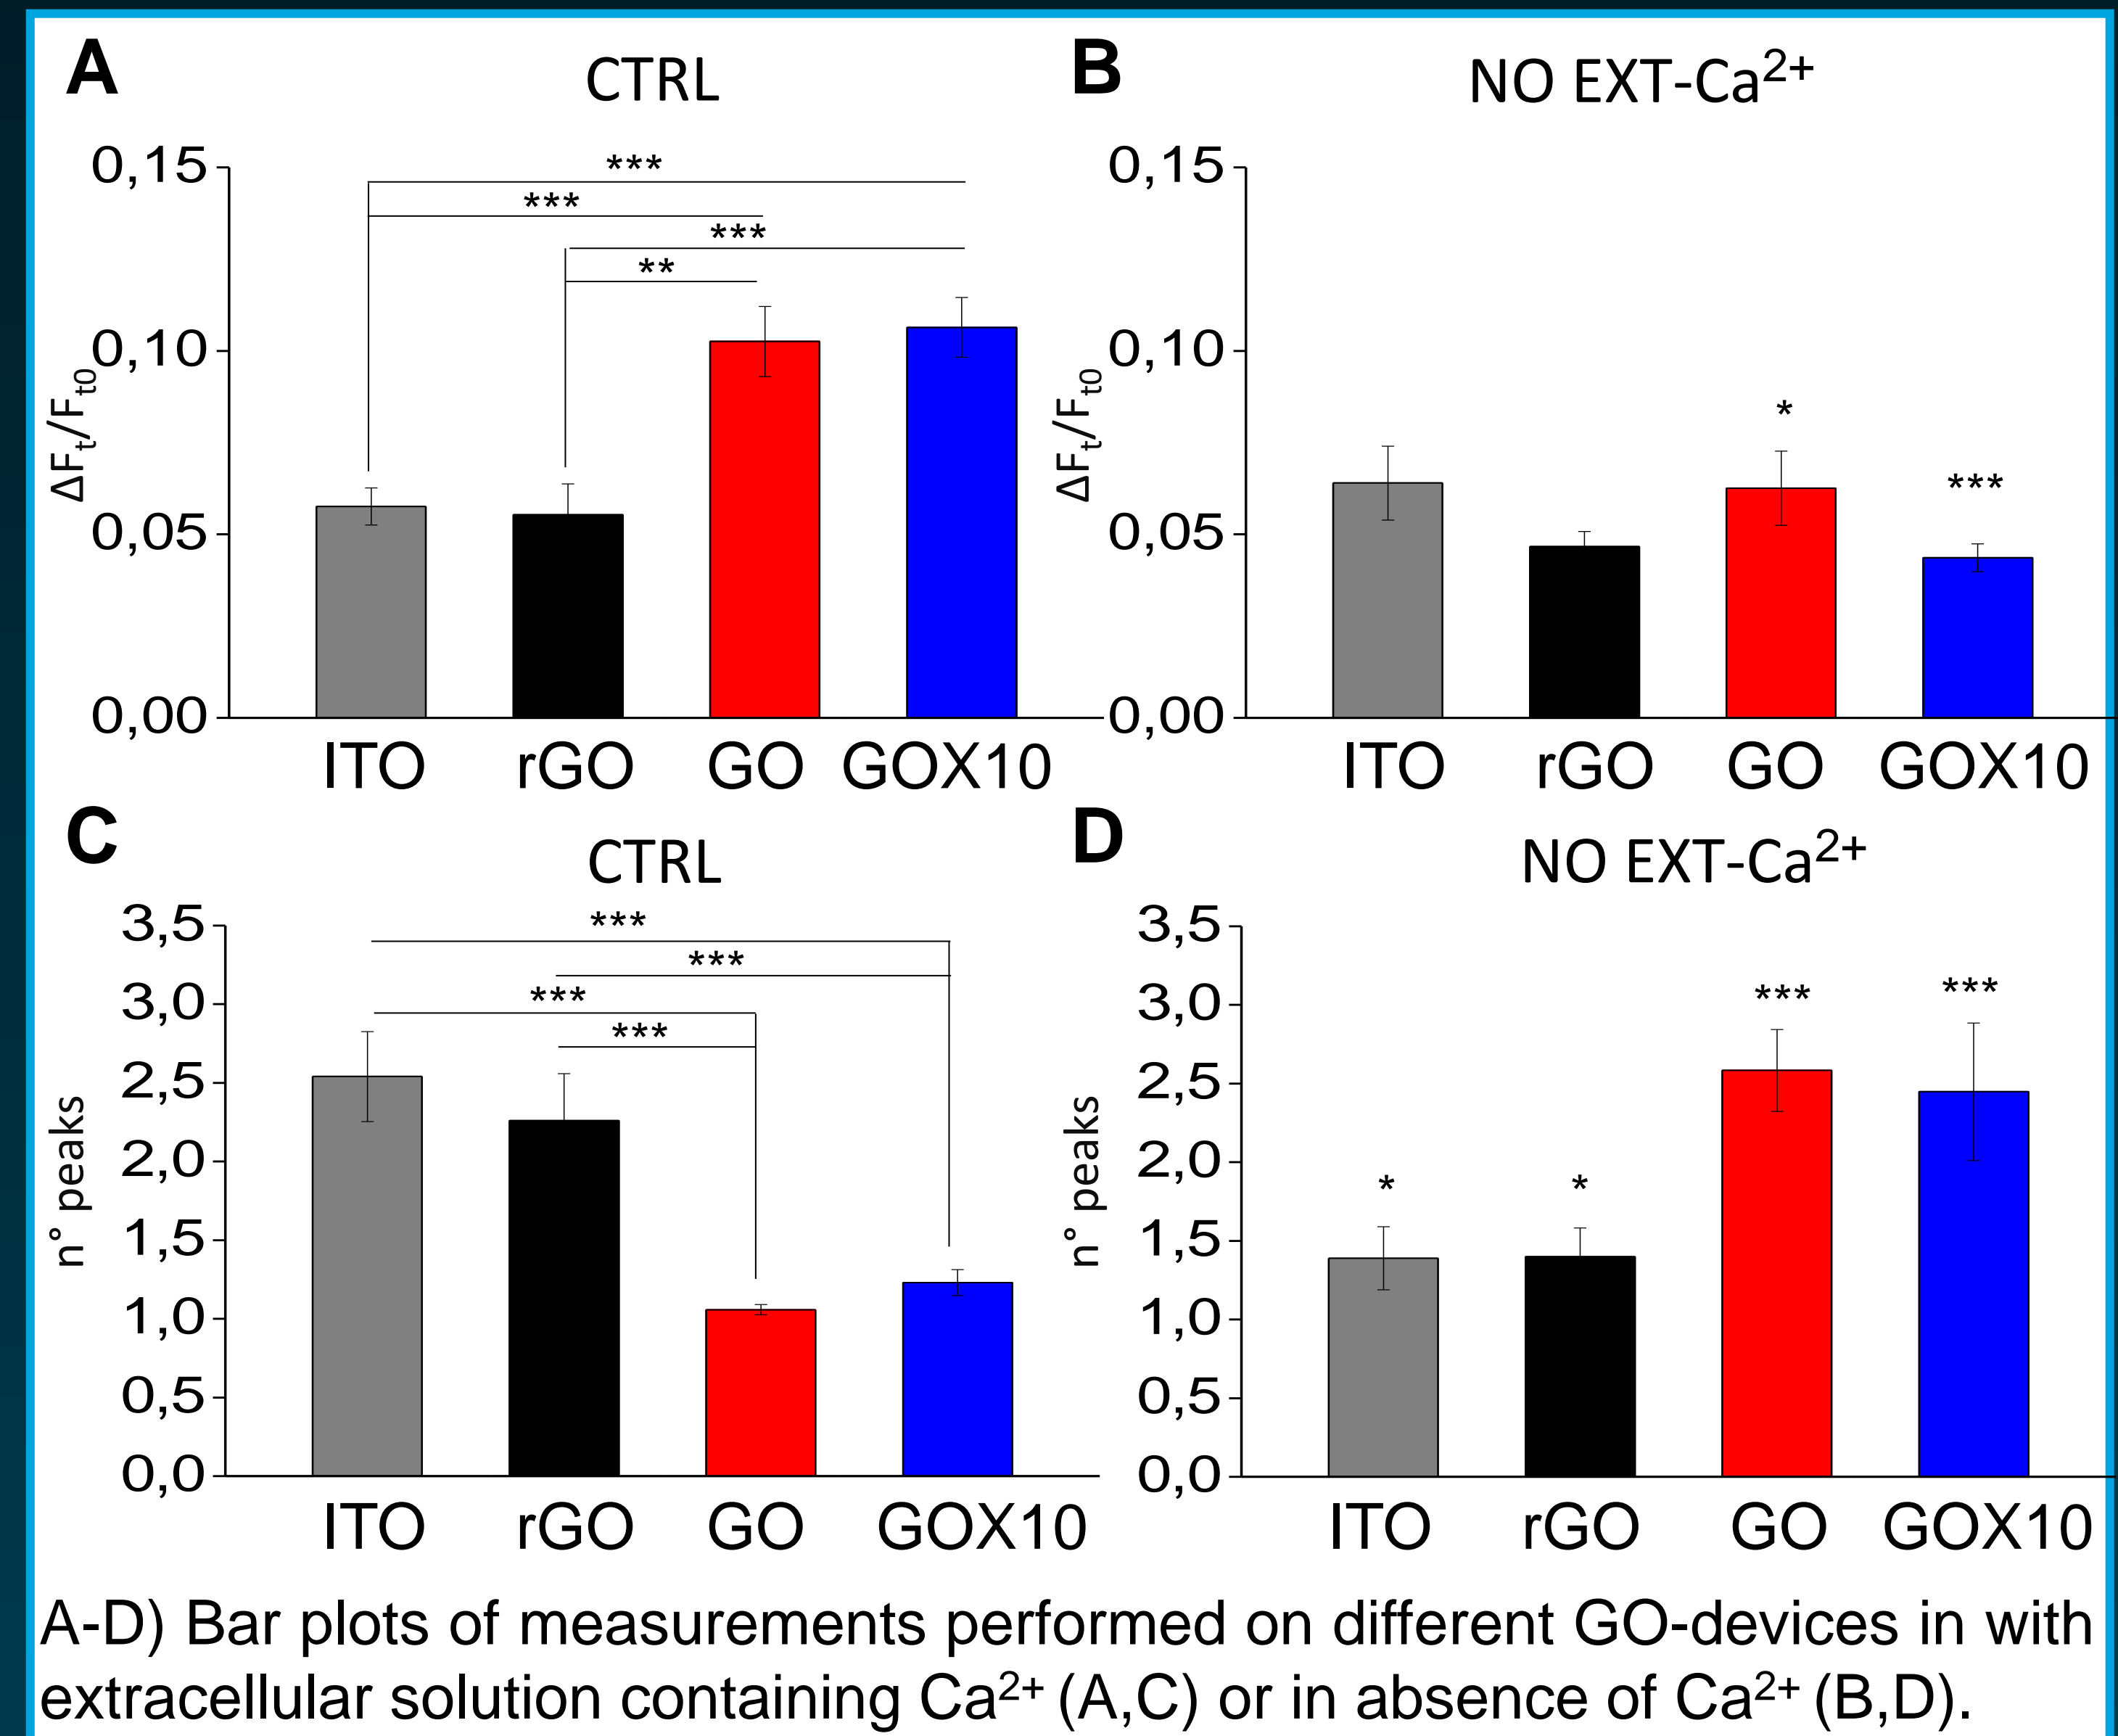 A
CTRL
***
***
***
**
0,15
0,10
0,05
0,00
ΔFt/Ft0
ITO rGO GO GOX10
B
NO EXT-Ca²⁺
*
***
0,15
0,10
0,05
0,00
ΔFt/Ft0
ITO rGO GO GOX10
C
CTRL
***
***
***
***
3,5
3,0
2,5
2,0
1,5
1,0
0,5
0,0
n° peaks
ITO rGO GO GOX10
D
NO EXT-Ca²⁺
***
***
*
*
3,5
3,0
2,5
2,0
1,5
1,0
0,5
0,0
n° peaks
ITO rGO GO GOX10
A-D) Bar plots of measurements performed on different GO-devices in with
extracellular solution containing Ca²⁺ (A,C) or in absence of Ca²⁺ (B,D).